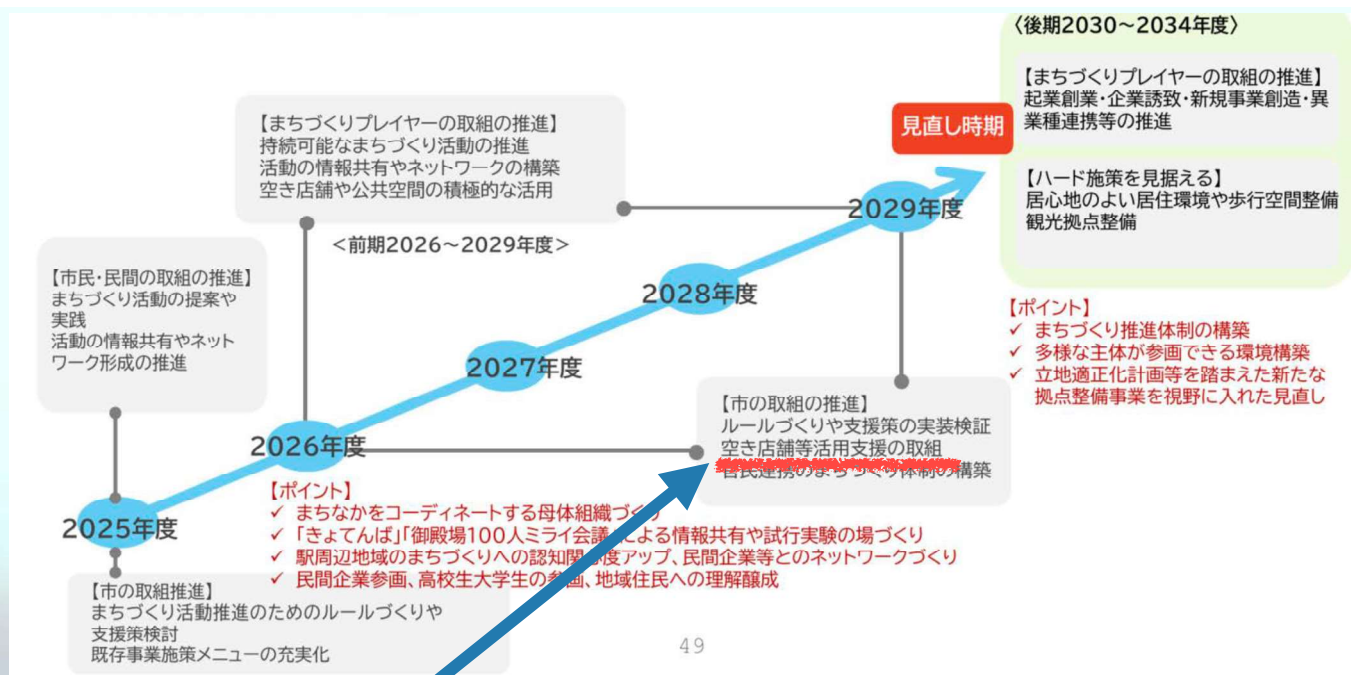 〈後期2030～2034年度〉
【まちづくりプレイヤーの取組の推進】
起業創業・企業誘致・新規事業創造・異
業種連携等の推進
【ハード施策を見据える】
居心地のよい居住環境や歩行空間整備
観光拠点整備
見直し時期
【まちづくりプレイヤーの取組の推進】
持続可能なまちづくり活動の推進
活動の情報共有やネットワークの構築
空き店舗や公共空間の積極的な活用
<前期2026～2029年度>
2029年度
2028年度
2027年度
2026年度
2025年度
【市民・民間の取組の推進】
まちづくり活動の提案や
実践
活動の情報共有やネット
ワーク形成の推進
【ポイント】
✓ まちづくり推進体制の構築
✓ 多様な主体が参画できる環境構築
✓ 立地適正化計画等を踏まえた新たな
拠点整備事業を視野に入れた見直し
【市の取組の推進】
ルールづくりや支援策の実装検証
空き店舗等活用支援の取組
まちづくり体制の構築
【ポイント】
✓ まちなかをコーディネートする母体組織づくり
✓ 「きょてんば」「御殿場100人ミライ会議」による情報共有や試行実験の場づくり
✓ 駅周辺地域のまちづくりへの認知関心度アップ、民間企業等とのネットワークづくり
✓ 民間企業参画、高校生大学生の参画、地域住民への理解醸成
【市の取組推進】
まちづくり活動推進のためのルールづくりや
支援策検討
既存事業施策メニューの充実化
49